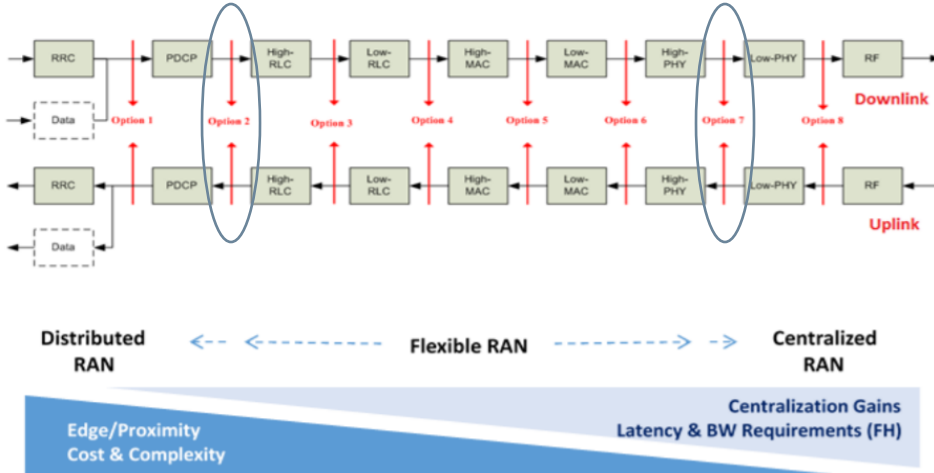 RRC
PDCP
High-
RLC
Low-
RLC
High-
MAC
Low-
MAC
High-
PHY
Low-PHY
RF
Downlink
Data
Option 1
Option 2
Option 3
Option 4
Option 5
Option 6
Option 7
Option 8
RRC
PDCP
High-
RLC
Low-
RLC
High-
MAC
Low-
MAC
High-
PHY
Low-PHY
RF
Uplink
Data
Distributed
RAN
Flexible RAN
Centralized
RAN
Centralization Gains
Latency & BW Requirements (FH)
Edge/Proximity
Cost & Complexity